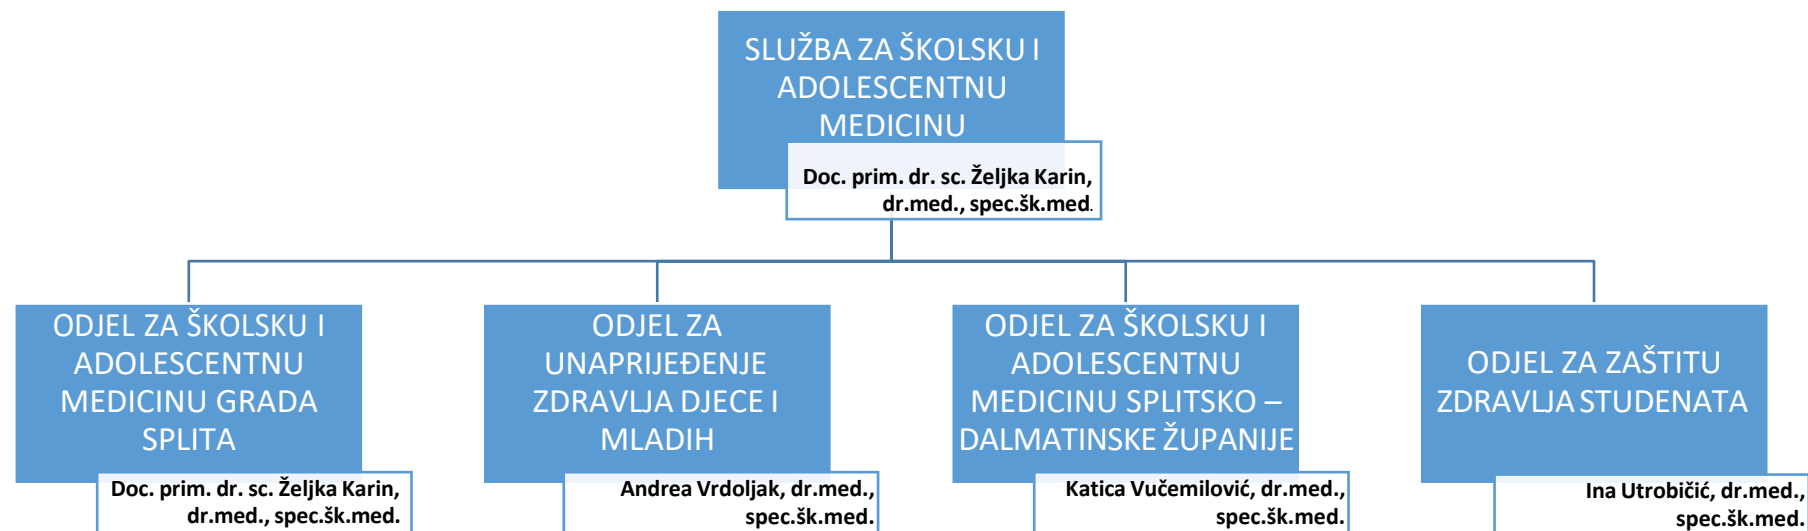 SLUŽBA ZA ŠKOLSKU I
ADOLESCENTNU
MEDICINU
Doc. prim. dr. sc. Željka Karin,
dr.med., spec.šk.med.
ODJEL ZA ŠKOLSKU I
ADOLESCENTNU
MEDICINU GRADA
SPLITA
Doc. prim. dr. sc. Željka Karin,
dr.med., spec.šk.med.
ODJEL ZA
UNAPRIJEĐENJE
ZDRAVLJA DJECE I
MLADIH
Andrea Vrdoljak, dr.med.,
spec.šk.med.
ODJEL ZA ŠKOLSKU I
ADOLESCENTNU
MEDICINU SPLITSKO –
DALMATINSKE ŽUPANIJE
Katica Vučemilović, dr.med.,
spec.šk.med.
ODJEL ZA ZAŠTITU
ZDRAVLJA STUDENATA
Ina Utrobičić, dr.med.,
spec.šk.med.